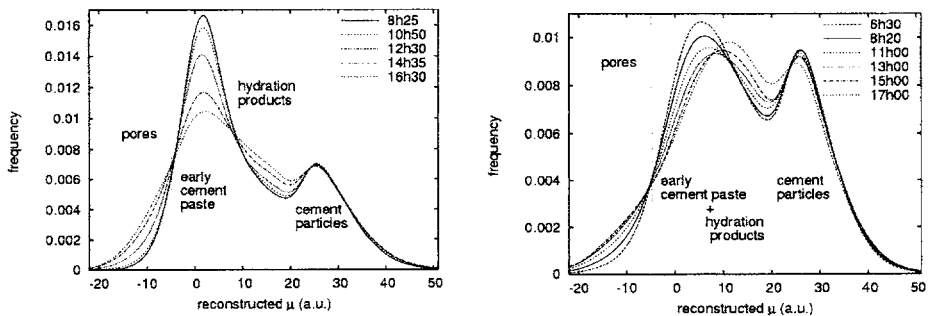 0.016
0.014
0.012
0.01
0.008
0.006
0.004
0.002
0
frequency
8h25
10h50
12h30
14h35
16h30
hydration
products
pores
early
cement
paste
cement
particles
-20 -10 0 10 20 30 40 50
reconstructed μ (a.u.)
0.01
0.008
0.006
0.004
0.002
0
frequency
6h30
8h20
11h00
13h00
15h00
17h00
pores
early
cement paste
+
hydration
products
cement
particles
-20 -10 0 10 20 30 40 50
reconstructed μ (a.u.)